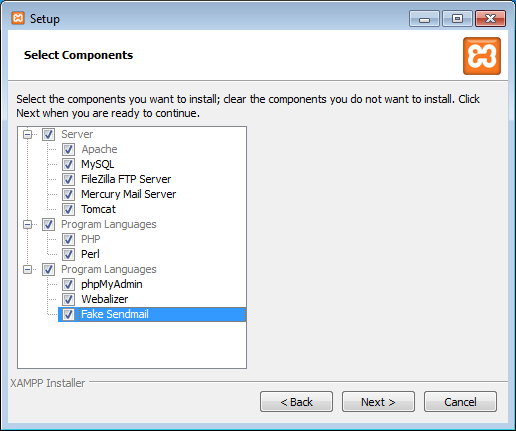 Setup
Select Components
Select the components you want to install; clear the components you do not want to install. Click
Next when you are ready to continue.
Server
Apache
MySQL
FileZilla FTP Server
Mercury Mail Server
Tomcat
Program Languages
PHP
Perl
Program Languages
phpMyAdmin
Webalizer
Fake Sendmail
XAMPP Installer
< Back
Next >
Cancel